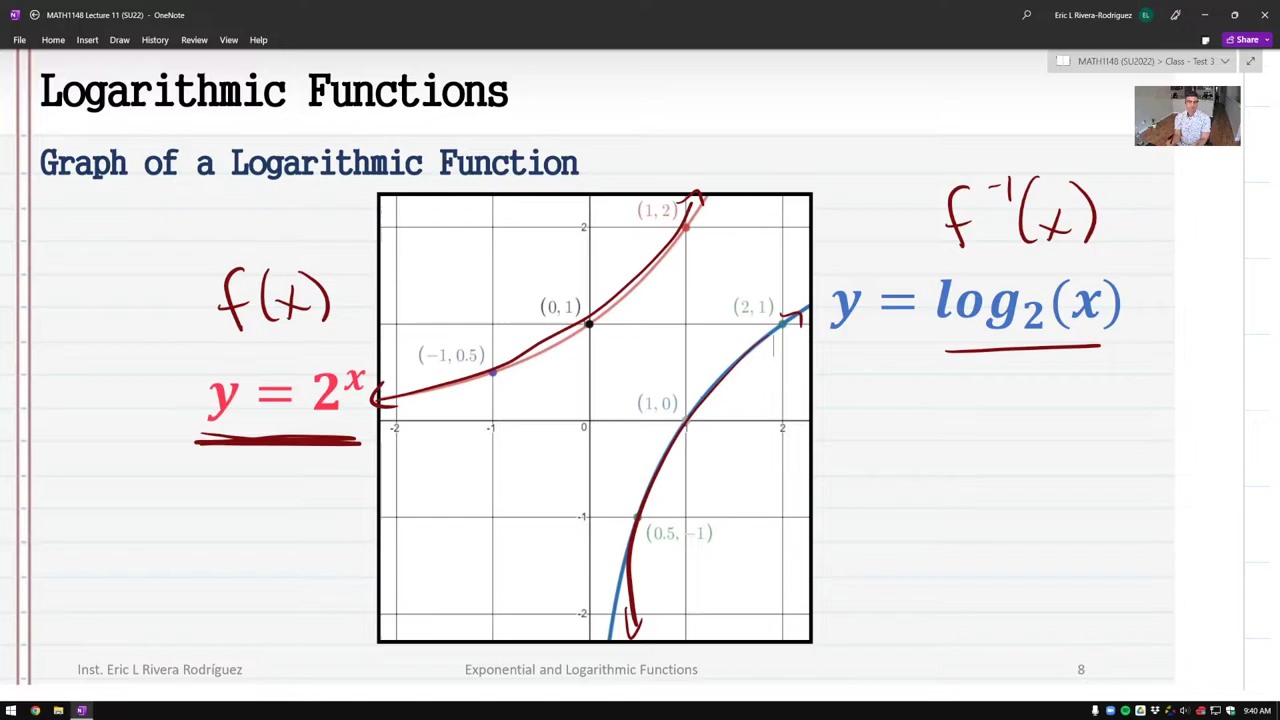 MATH1148 Lecture 11 (SU22) - OneNote
Eric L Rivera-Rodriguez
EL
File Home Insert Draw History Review View Help
Share
MATH1148 (SU2022) > Class - Test 3
Logarithmic Functions
Graph of a Logarithmic Function
f⁻¹(x)
(1, 2)
2
f(x)
(0, 1)
(2, 1)
y = log₂(x)
(−1, 0.5)
y = 2ˣ
(1, 0)
-2 -1 0 1 2
-1
(0.5, −1)
-2
Inst. Eric L Rivera Rodríguez Exponential and Logarithmic Functions 8
9:40 AM